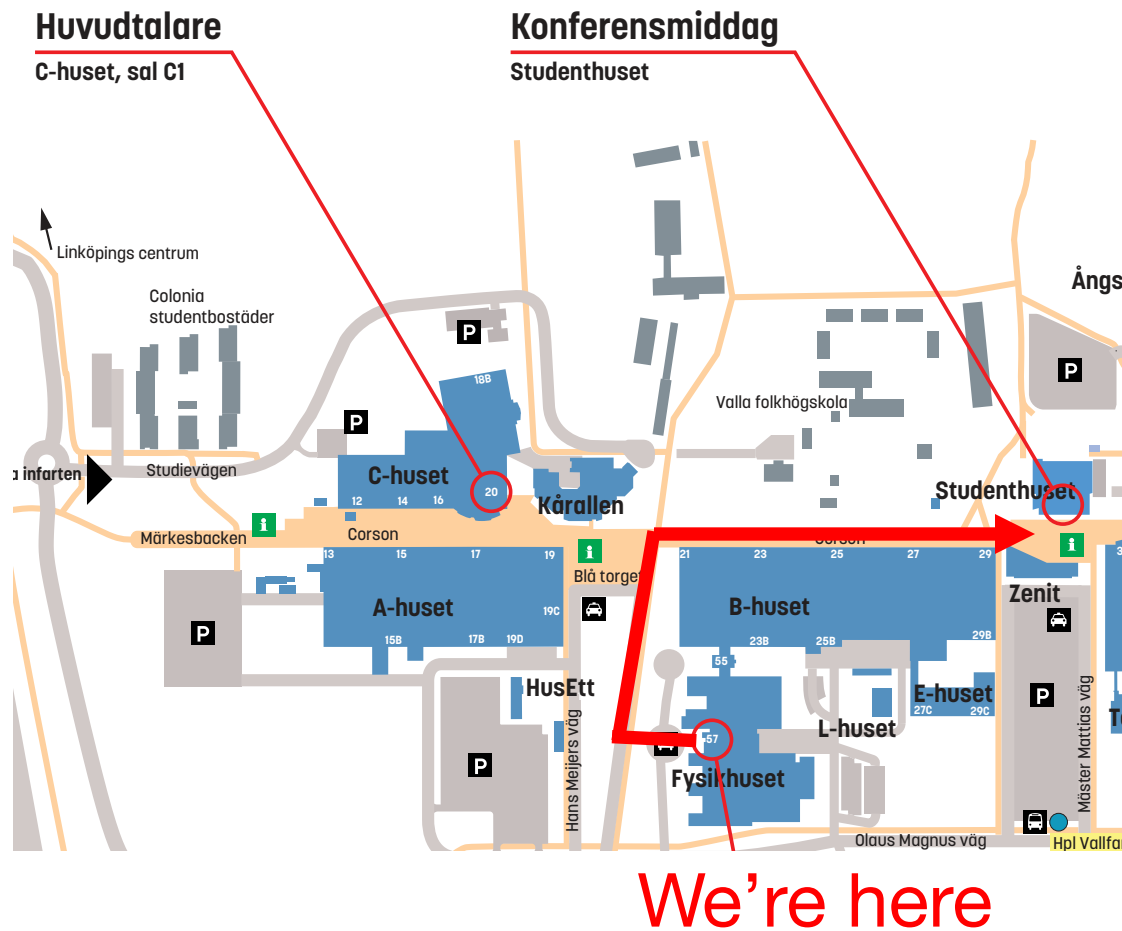 Huvudtalare
C-huset, sal C1
Konferensmiddag
Studenthuset
Linköpings centrum
Ångs
Colonia
studentbostäder
P
P
P
18B
Valla folkhögskola
a infarten
Studievägen
C-huset
20
12
14
16
Kårallen
Studenthuset
i
Märkesbacken
Corson
Corson
i
i
13
15
17
19
21
23
25
27
29
3
Blå torget
Zenit
A-huset
19C
B-huset
P
15B
17B
19D
23B
25B
29B
55
HusEtt
E-huset
27C
29C
P
L-huset
57
P
Fysikhuset
Hans Meijers väg
Mäster Mattias väg
Olaus Magnus väg
Hpl Vallfar
We're here